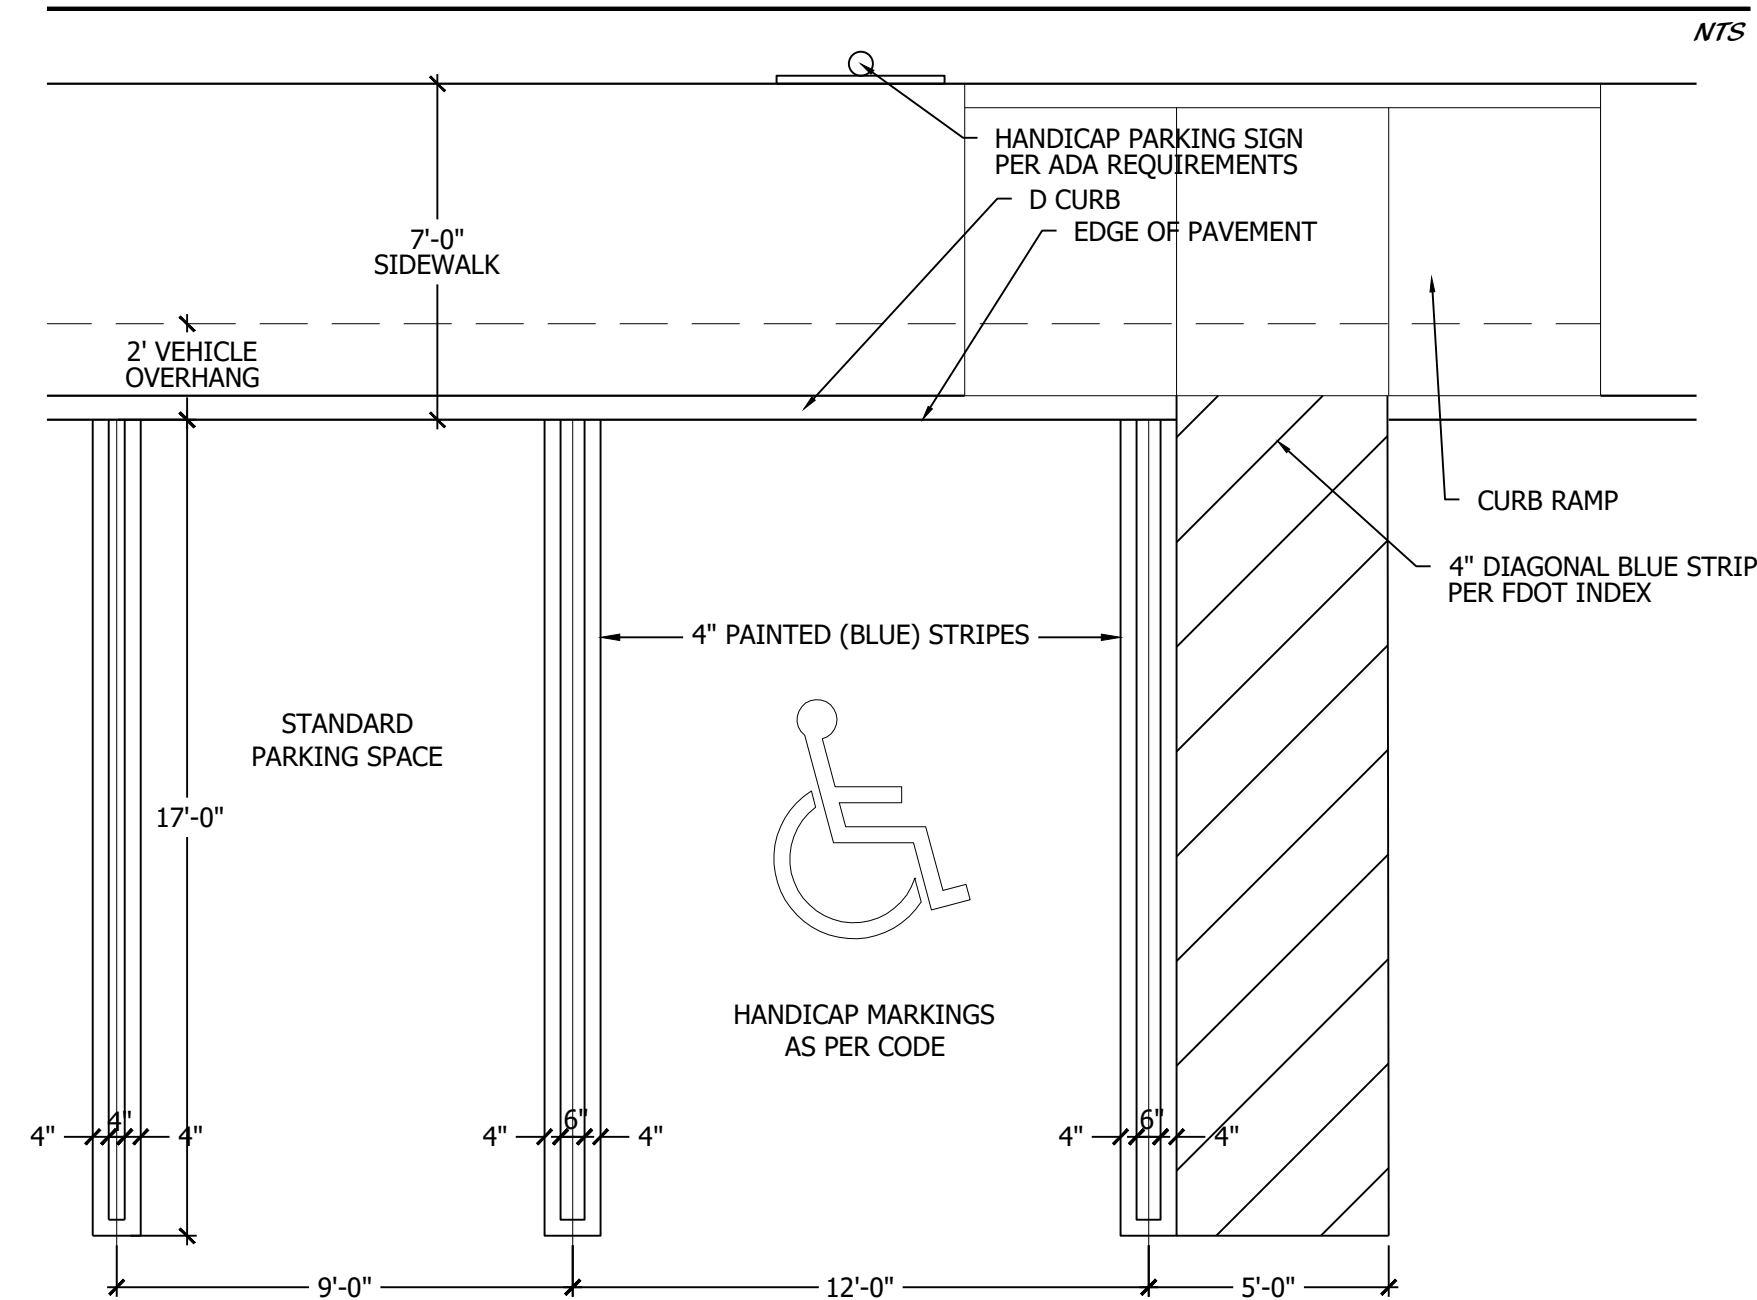 NTS
HANDICAP PARKING SIGN
PER ADA REQUIREMENTS
D CURB
EDGE OF PAVEMENT
7'-0"
SIDEWALK
2' VEHICLE
OVERHANG
CURB RAMP
4" DIAGONAL BLUE STRIP
PER FDOT INDEX
4" PAINTED (BLUE) STRIPES
STANDARD
PARKING SPACE
17'-0"
HANDICAP MARKINGS
AS PER CODE
4" 4" 4" 4" 6" 4" 4" 6" 4"
9'-0" 12'-0" 5'-0"